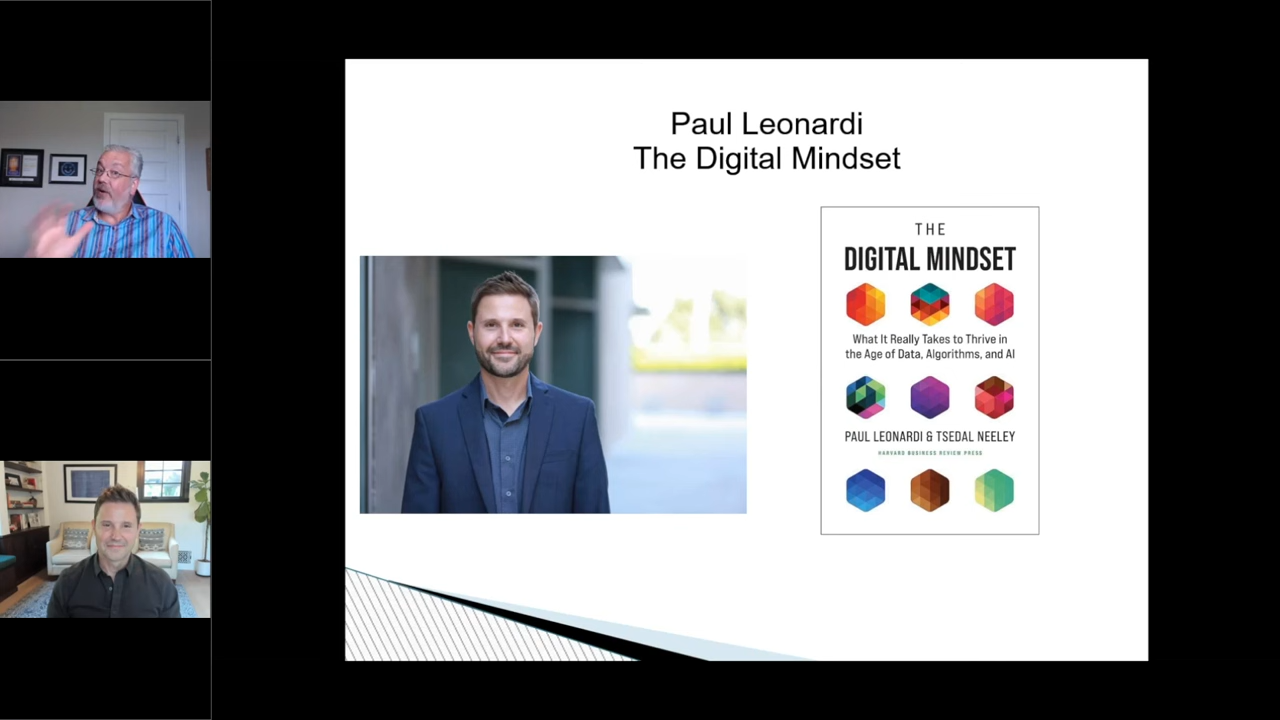 Paul Leonardi
The Digital Mindset
THE
DIGITAL MINDSET
What It Really Takes to Thrive in
the Age of Data, Algorithms, and AI
PAUL LEONARDI & TSEDAL NEELEY
HARVARD BUSINESS REVIEW PRESS